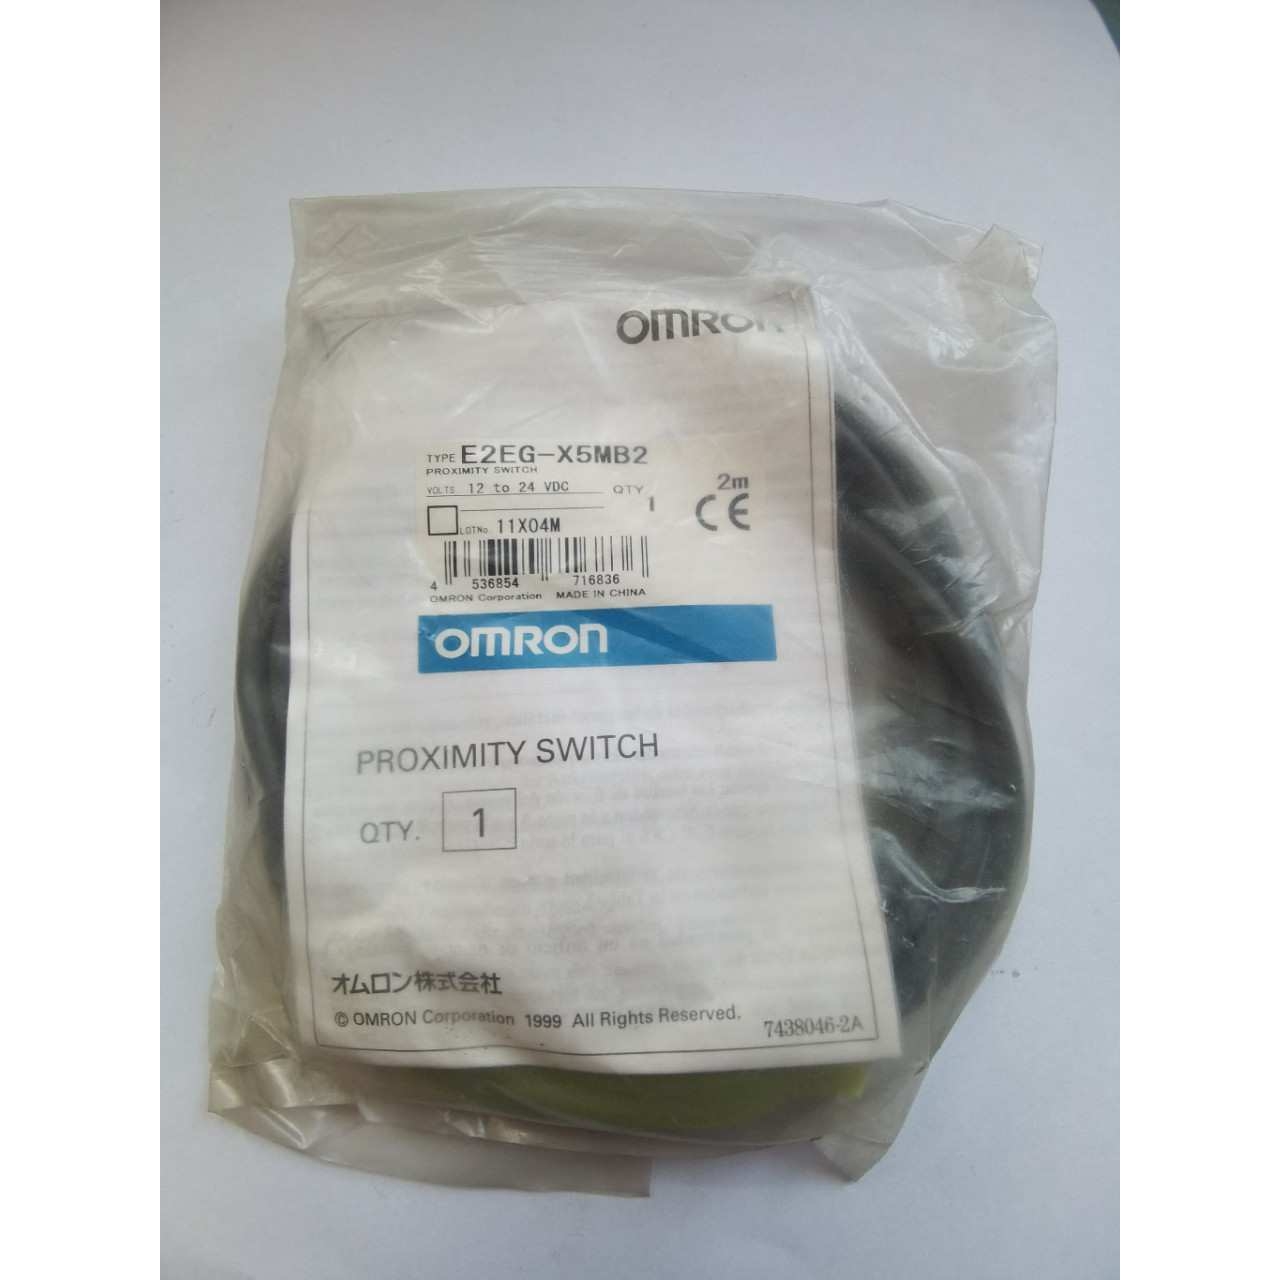 OMRON
TYPE E2EG-X5MB2
PROXIMITY SWITCH
VOLTS 12 to 24 VDC QTY 1 2m
LOTNo. 11X04M CE
4 536854 716836
OMRON Corporation MADE IN CHINA
OMRON
PROXIMITY SWITCH
QTY. 1
オムロン株式会社
© OMRON Corporation 1999 All Rights Reserved.
7438046-2A